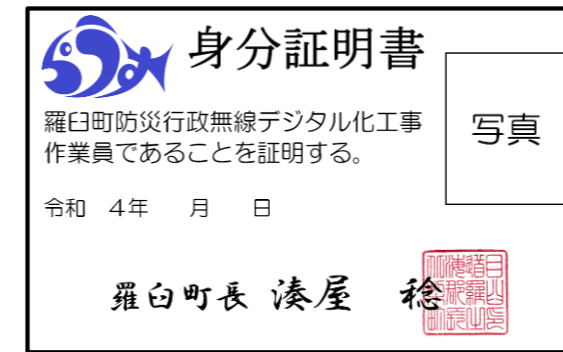 身分証明書
写真
羅臼町防災行政無線デジタル化工事
作業員であることを証明する。
令和 4年 月 日
羅臼町長 湊屋 稔